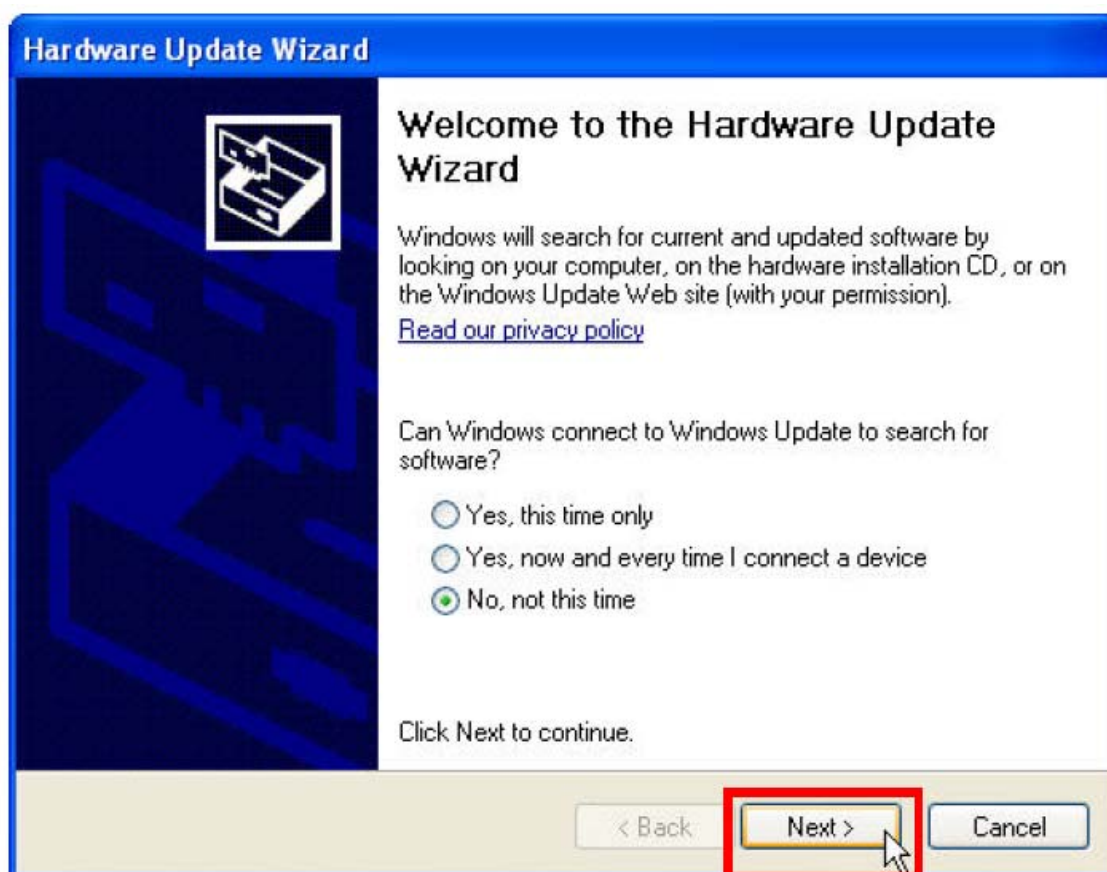 Hardware Update Wizard
Welcome to the Hardware Update
Wizard
Windows will search for current and updated software by
looking on your computer, on the hardware installation CD, or on
the Windows Update Web site (with your permission).
Read our privacy policy
Can Windows connect to Windows Update to search for
software?
Yes, this time only
Yes, now and every time I connect a device
No, not this time
Click Next to continue.
< Back
Next >
Cancel